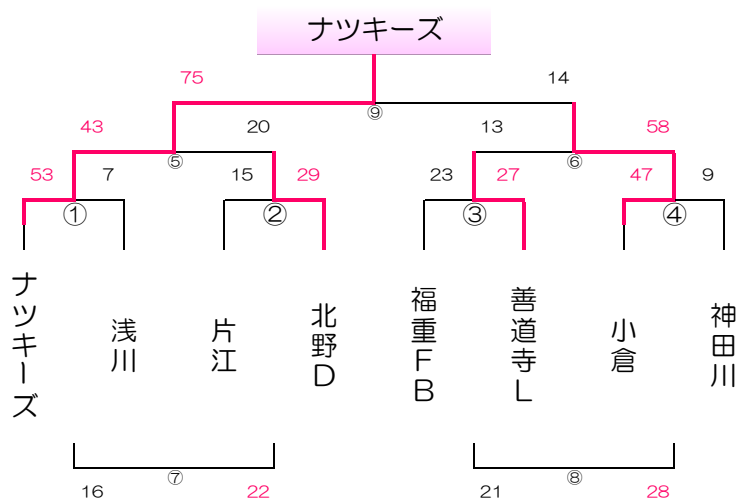 ナツキーズ
75 14
⑨
43 20 13 58
⑤ ⑥
53 7 15 29 23 27 47 9
① ② ③ ④
ナツキーズ
浅川
片江
北野D
福重FB
善道寺L
小倉
神田川
⑦ ⑧
16 22 21 28